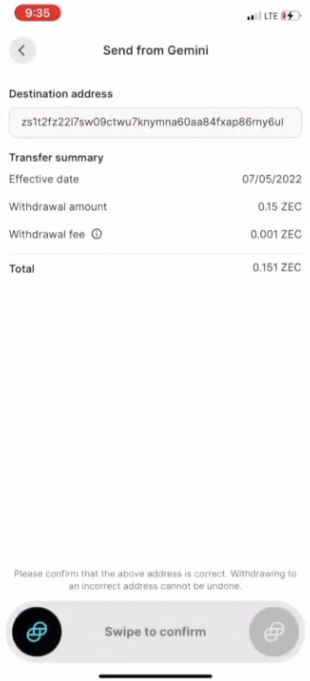 9:35 LTE
Send from Gemini
Destination address
zs1t2fz22l7sw09ctwu7knymna60aa84fxap86rny6ul
Transfer summary
Effective date 07/05/2022
Withdrawal amount 0.15 ZEC
Withdrawal fee 0.001 ZEC
Total 0.151 ZEC
Please confirm that the above address is correct. Withdrawing to
an incorrect address cannot be undone.
Swipe to confirm